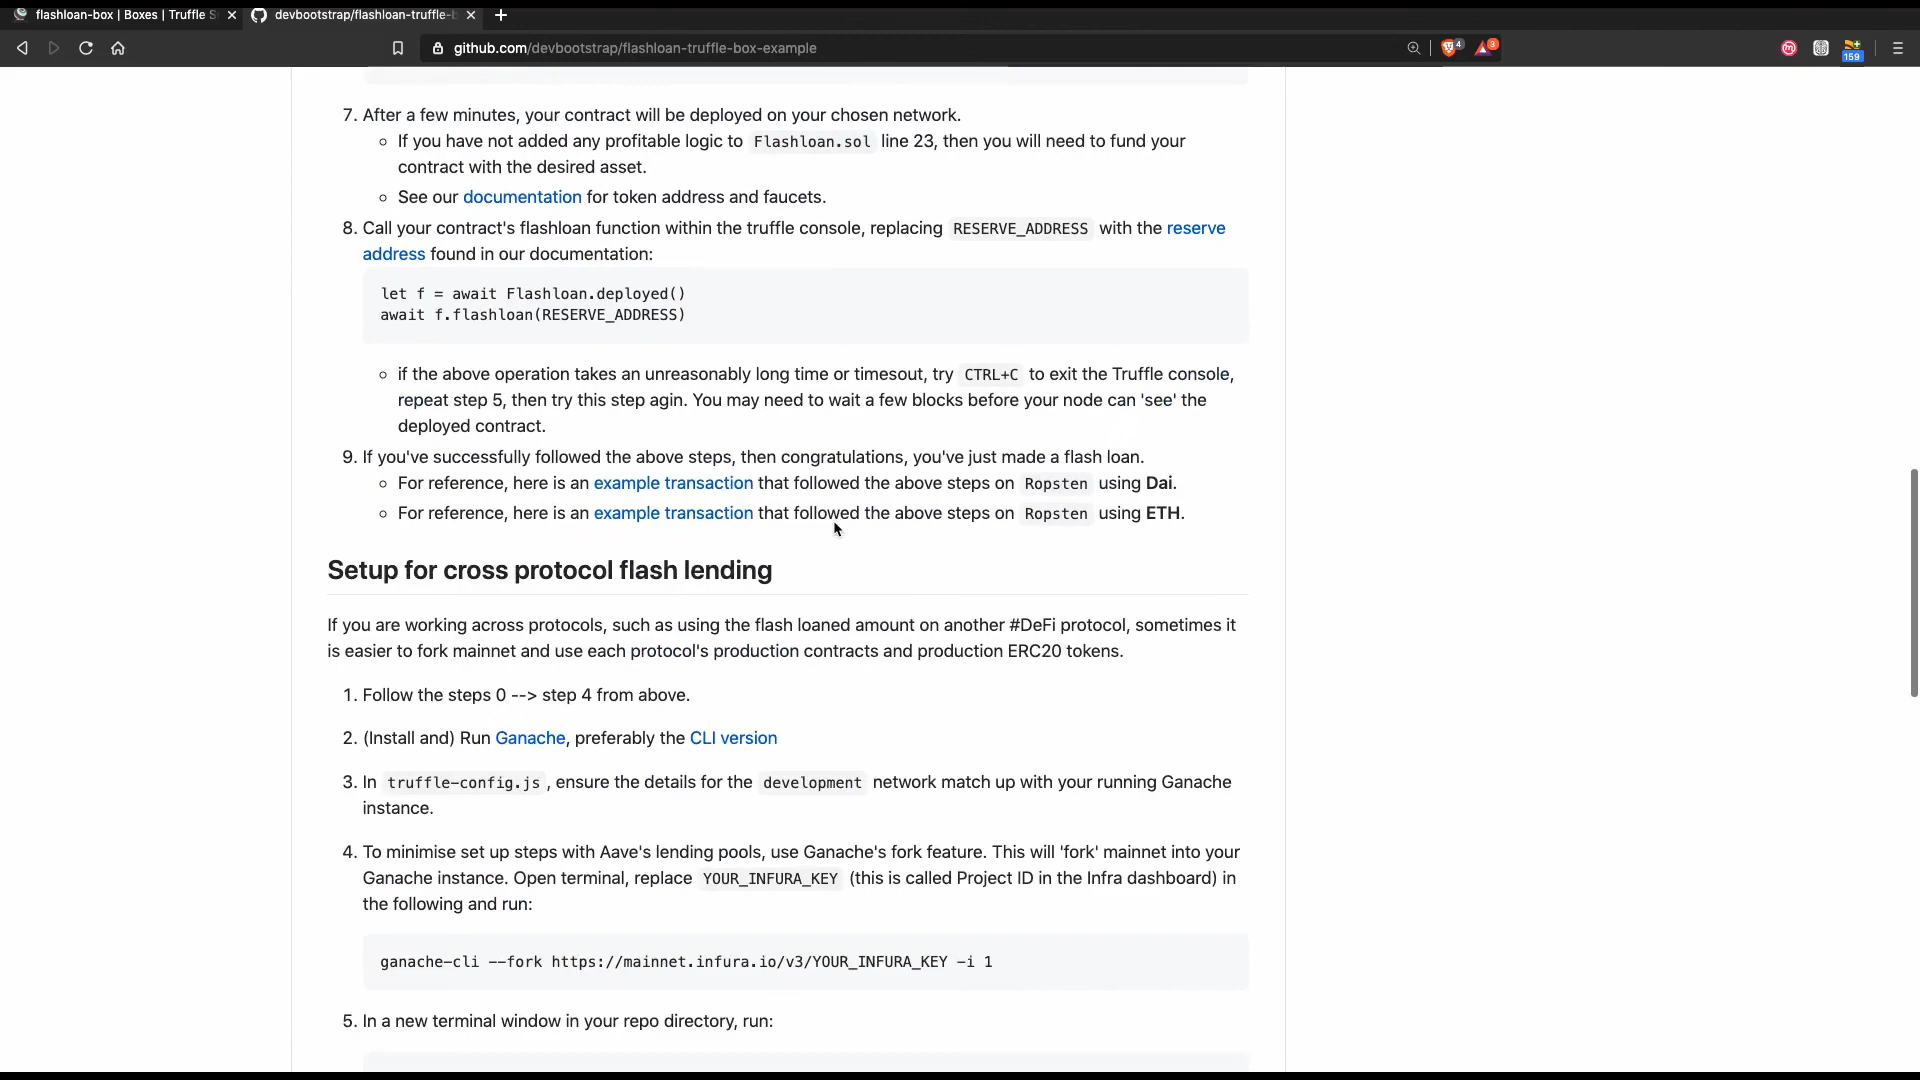 flashloan-box | Boxes | Truffle S
devbootstrap/flashloan-truffle-b
github.com/devbootstrap/flashloan-truffle-box-example
4
3
159
7. After a few minutes, your contract will be deployed on your chosen network.
If you have not added any profitable logic to Flashloan.sol line 23, then you will need to fund your
contract with the desired asset.
See our documentation for token address and faucets.
8. Call your contract's flashloan function within the truffle console, replacing RESERVE_ADDRESS with the reserve
address found in our documentation:
let f = await Flashloan.deployed()
await f.flashloan(RESERVE_ADDRESS)
if the above operation takes an unreasonably long time or timesout, try CTRL+C to exit the Truffle console,
repeat step 5, then try this step agin. You may need to wait a few blocks before your node can 'see' the
deployed contract.
9. If you've successfully followed the above steps, then congratulations, you've just made a flash loan.
For reference, here is an example transaction that followed the above steps on Ropsten using Dai.
For reference, here is an example transaction that followed the above steps on Ropsten using ETH.
Setup for cross protocol flash lending
If you are working across protocols, such as using the flash loaned amount on another #DeFi protocol, sometimes it
is easier to fork mainnet and use each protocol's production contracts and production ERC20 tokens.
1. Follow the steps 0 --> step 4 from above.
2. (Install and) Run Ganache, preferably the CLI version
3. In truffle-config.js, ensure the details for the development network match up with your running Ganache
instance.
4. To minimise set up steps with Aave's lending pools, use Ganache's fork feature. This will 'fork' mainnet into your
Ganache instance. Open terminal, replace YOUR_INFURA_KEY (this is called Project ID in the Infra dashboard) in
the following and run:
ganache-cli --fork https://mainnet.infura.io/v3/YOUR_INFURA_KEY -i 1
5. In a new terminal window in your repo directory, run: